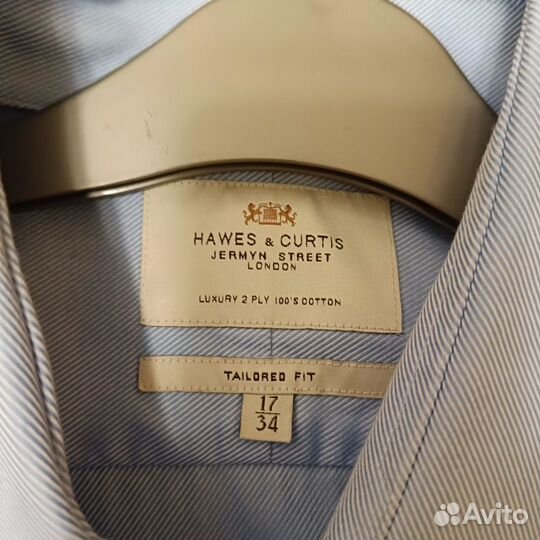 HAWES & CURTIS
JERMYN STREET
LONDON
LUXURY 2 PLY 100'S COTTON
TAILORED FIT
17
34
Avito